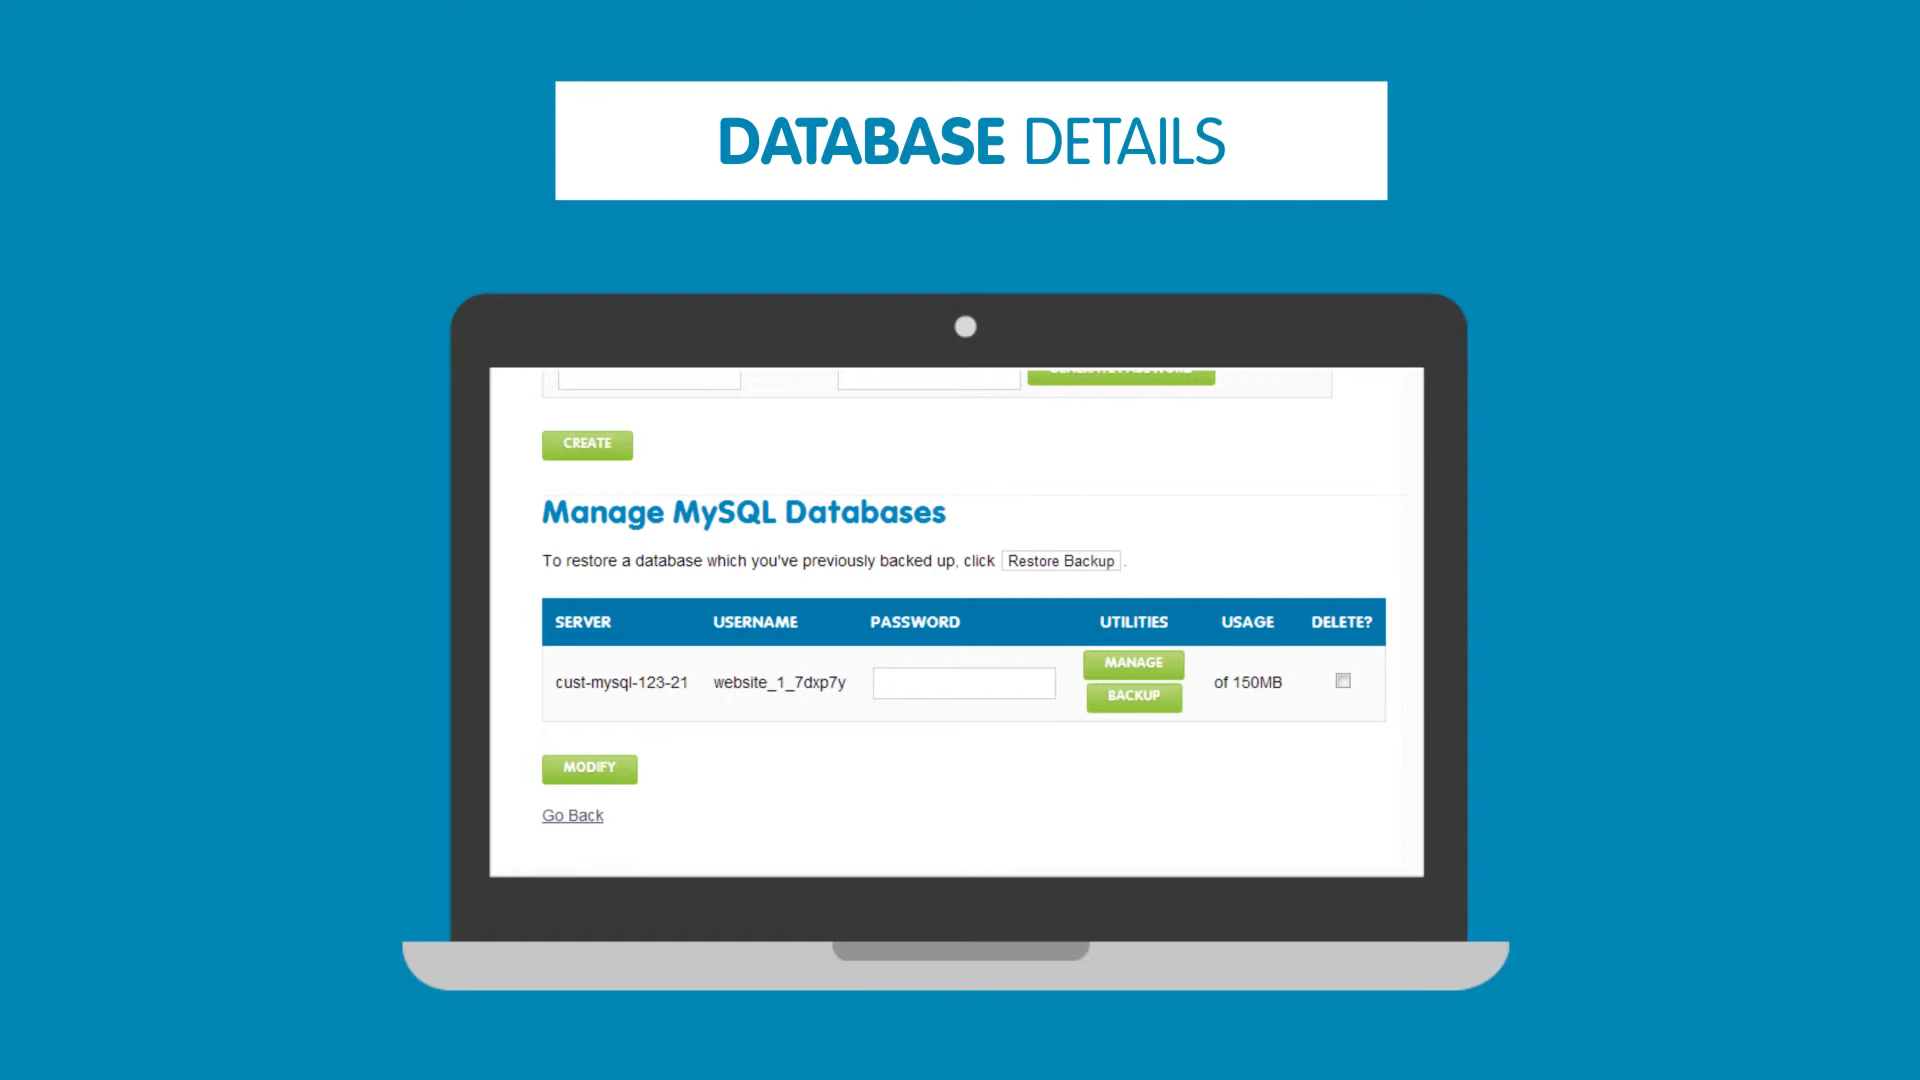 DATABASE DETAILS
CREATE
Manage MySQL Databases
To restore a database which you've previously backed up, click Restore Backup .
SERVER USERNAME PASSWORD UTILITIES USAGE DELETE?
cust-mysql-123-21 website_1_7dxp7y MANAGE of 150MB
BACKUP
MODIFY
Go Back